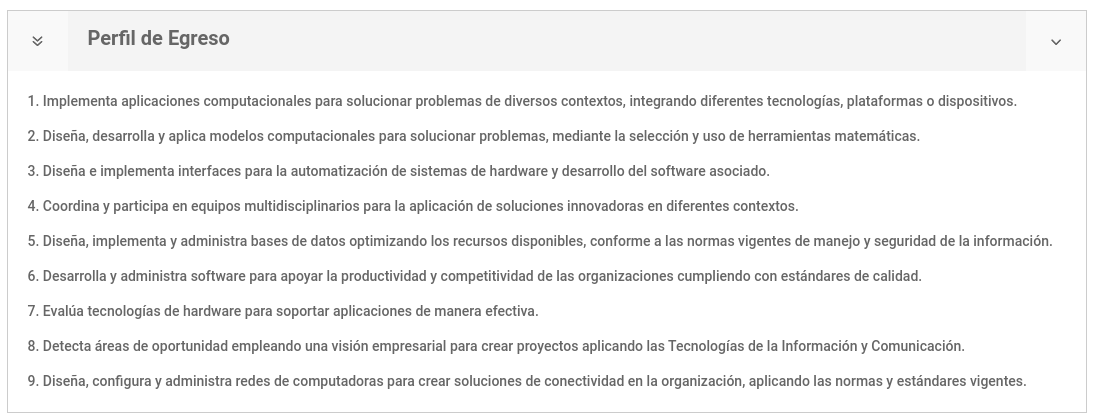 Perfil de Egreso
1. Implementa aplicaciones computacionales para solucionar problemas de diversos contextos, integrando diferentes tecnologías, plataformas o dispositivos.
2. Diseña, desarrolla y aplica modelos computacionales para solucionar problemas, mediante la selección y uso de herramientas matemáticas.
3. Diseña e implementa interfaces para la automatización de sistemas de hardware y desarrollo del software asociado.
4. Coordina y participa en equipos multidisciplinarios para la aplicación de soluciones innovadoras en diferentes contextos.
5. Diseña, implementa y administra bases de datos optimizando los recursos disponibles, conforme a las normas vigentes de manejo y seguridad de la información.
6. Desarrolla y administra software para apoyar la productividad y competitividad de las organizaciones cumpliendo con estándares de calidad.
7. Evalúa tecnologías de hardware para soportar aplicaciones de manera efectiva.
8. Detecta áreas de oportunidad empleando una visión empresarial para crear proyectos aplicando las Tecnologías de la Información y Comunicación.
9. Diseña, configura y administra redes de computadoras para crear soluciones de conectividad en la organización, aplicando las normas y estándares vigentes.